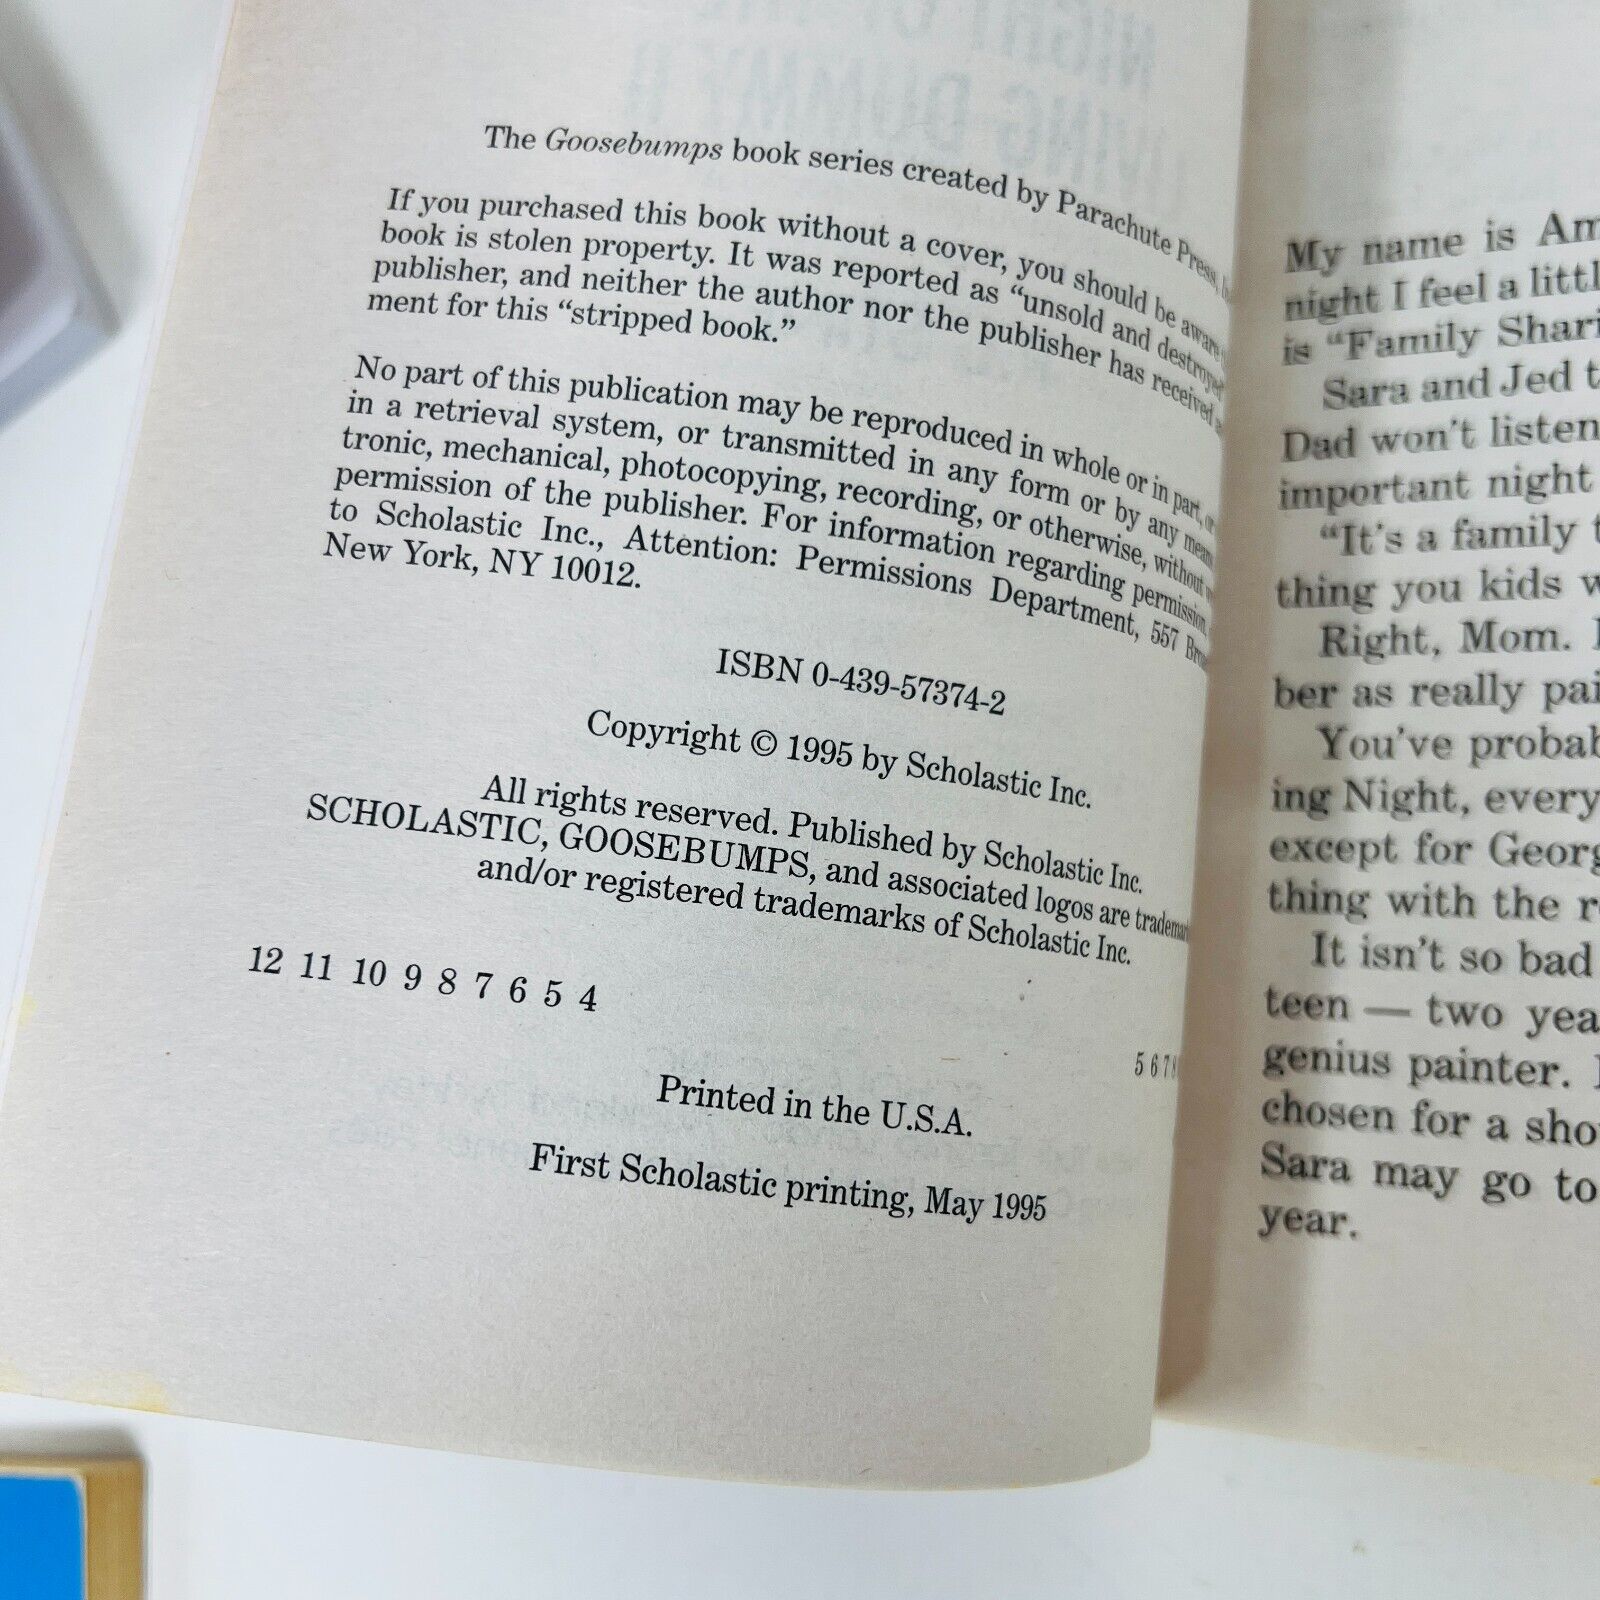 The Goosebumps book series created by Parachute Press,
If you purchased this book without a cover, you should be aware
book is stolen property. It was reported as “unsold and destroyed
publisher, and neither the author nor the publisher has received
ment for this “stripped book.”
No part of this publication may be reproduced in whole or in part, or
in a retrieval system, or transmitted in any form or by any means
tronic, mechanical, photocopying, recording, or otherwise, without
permission of the publisher. For information regarding permission,
to Scholastic Inc., Attention: Permissions Department, 557
New York, NY 10012.
ISBN 0-439-57374-2
Copyright © 1995 by Scholastic Inc.
All rights reserved. Published by Scholastic Inc.
SCHOLASTIC, GOOSEBUMPS, and associated logos are
and/or registered trademarks of Scholastic Inc.
12 11 10 9 8 7 6 5 4
5 6 7 8
Printed in the U.S.A.
First Scholastic printing, May 1995
My name is
night I feel a
is “Family
Sara and Jed
Dad won't listen
important night
“It's a family
thing you kids
Right, Mom.
ber as really
You've
ing Night, every
except for
thing with the
It isn't so bad
teen — two
genius painter.
chosen for a
Sara may go to
year.